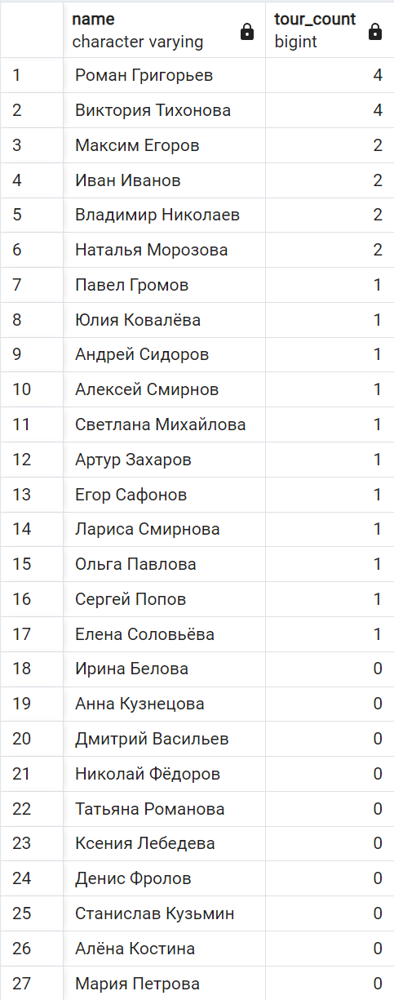 name tour_count
character varying bigint
1 Роман Григорьев 4
2 Виктория Тихонова 4
3 Максим Егоров 2
4 Иван Иванов 2
5 Владимир Николаев 2
6 Наталья Морозова 2
7 Павел Громов 1
8 Юлия Ковалёва 1
9 Андрей Сидоров 1
10 Алексей Смирнов 1
11 Светлана Михайлова 1
12 Артур Захаров 1
13 Егор Сафонов 1
14 Лариса Смирнова 1
15 Ольга Павлова 1
16 Сергей Попов 1
17 Елена Соловьёва 1
18 Ирина Белова 0
19 Анна Кузнецова 0
20 Дмитрий Васильев 0
21 Николай Фёдоров 0
22 Татьяна Романова 0
23 Ксения Лебедева 0
24 Денис Фролов 0
25 Станислав Кузьмин 0
26 Алёна Костина 0
27 Мария Петрова 0